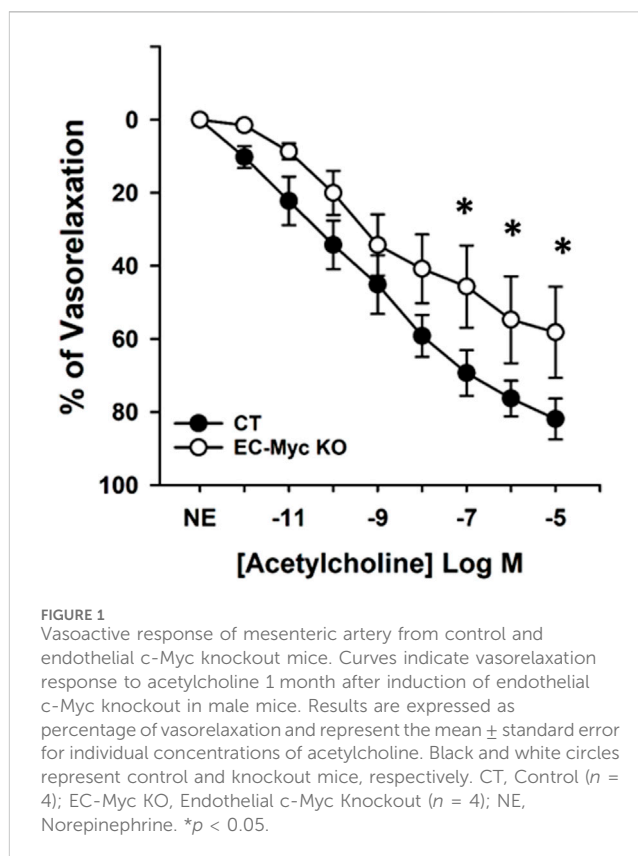 0
20
40
60
80
100
% of Vasorelaxation
* * *
CT
EC-Myc KO
NE -11 -9 -7 -5
[Acetylcholine] Log M
FIGURE 1
Vasoactive response of mesenteric artery from control and
endothelial c-Myc knockout mice. Curves indicate vasorelaxation
response to acetylcholine 1 month after induction of endothelial
c-Myc knockout in male mice. Results are expressed as
percentage of vasorelaxation and represent the mean ± standard error
for individual concentrations of acetylcholine. Black and white circles
represent control and knockout mice, respectively. CT, Control (n =
4); EC-Myc KO, Endothelial c-Myc Knockout (n = 4); NE,
Norepinephrine. *p < 0.05.